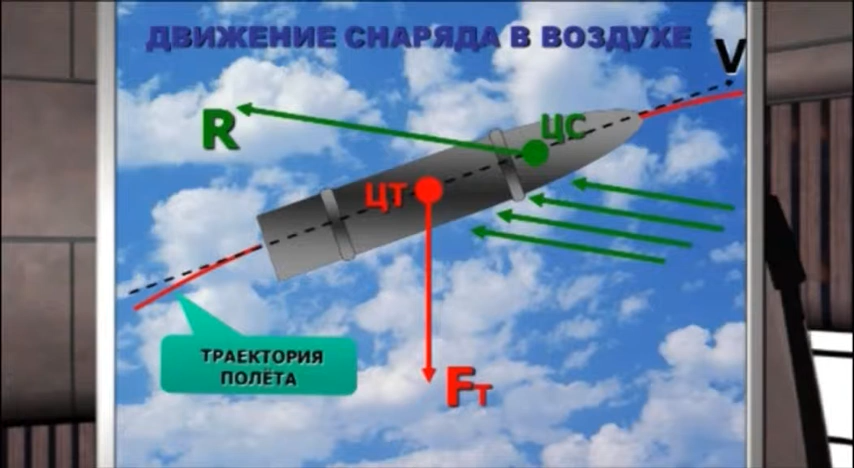 ДВИЖЕНИЕ СНАРЯДА В ВОЗДУХЕ
V
R
ЦС
ЦТ
ТРАЕКТОРИЯ
ПОЛЁТА
Fт